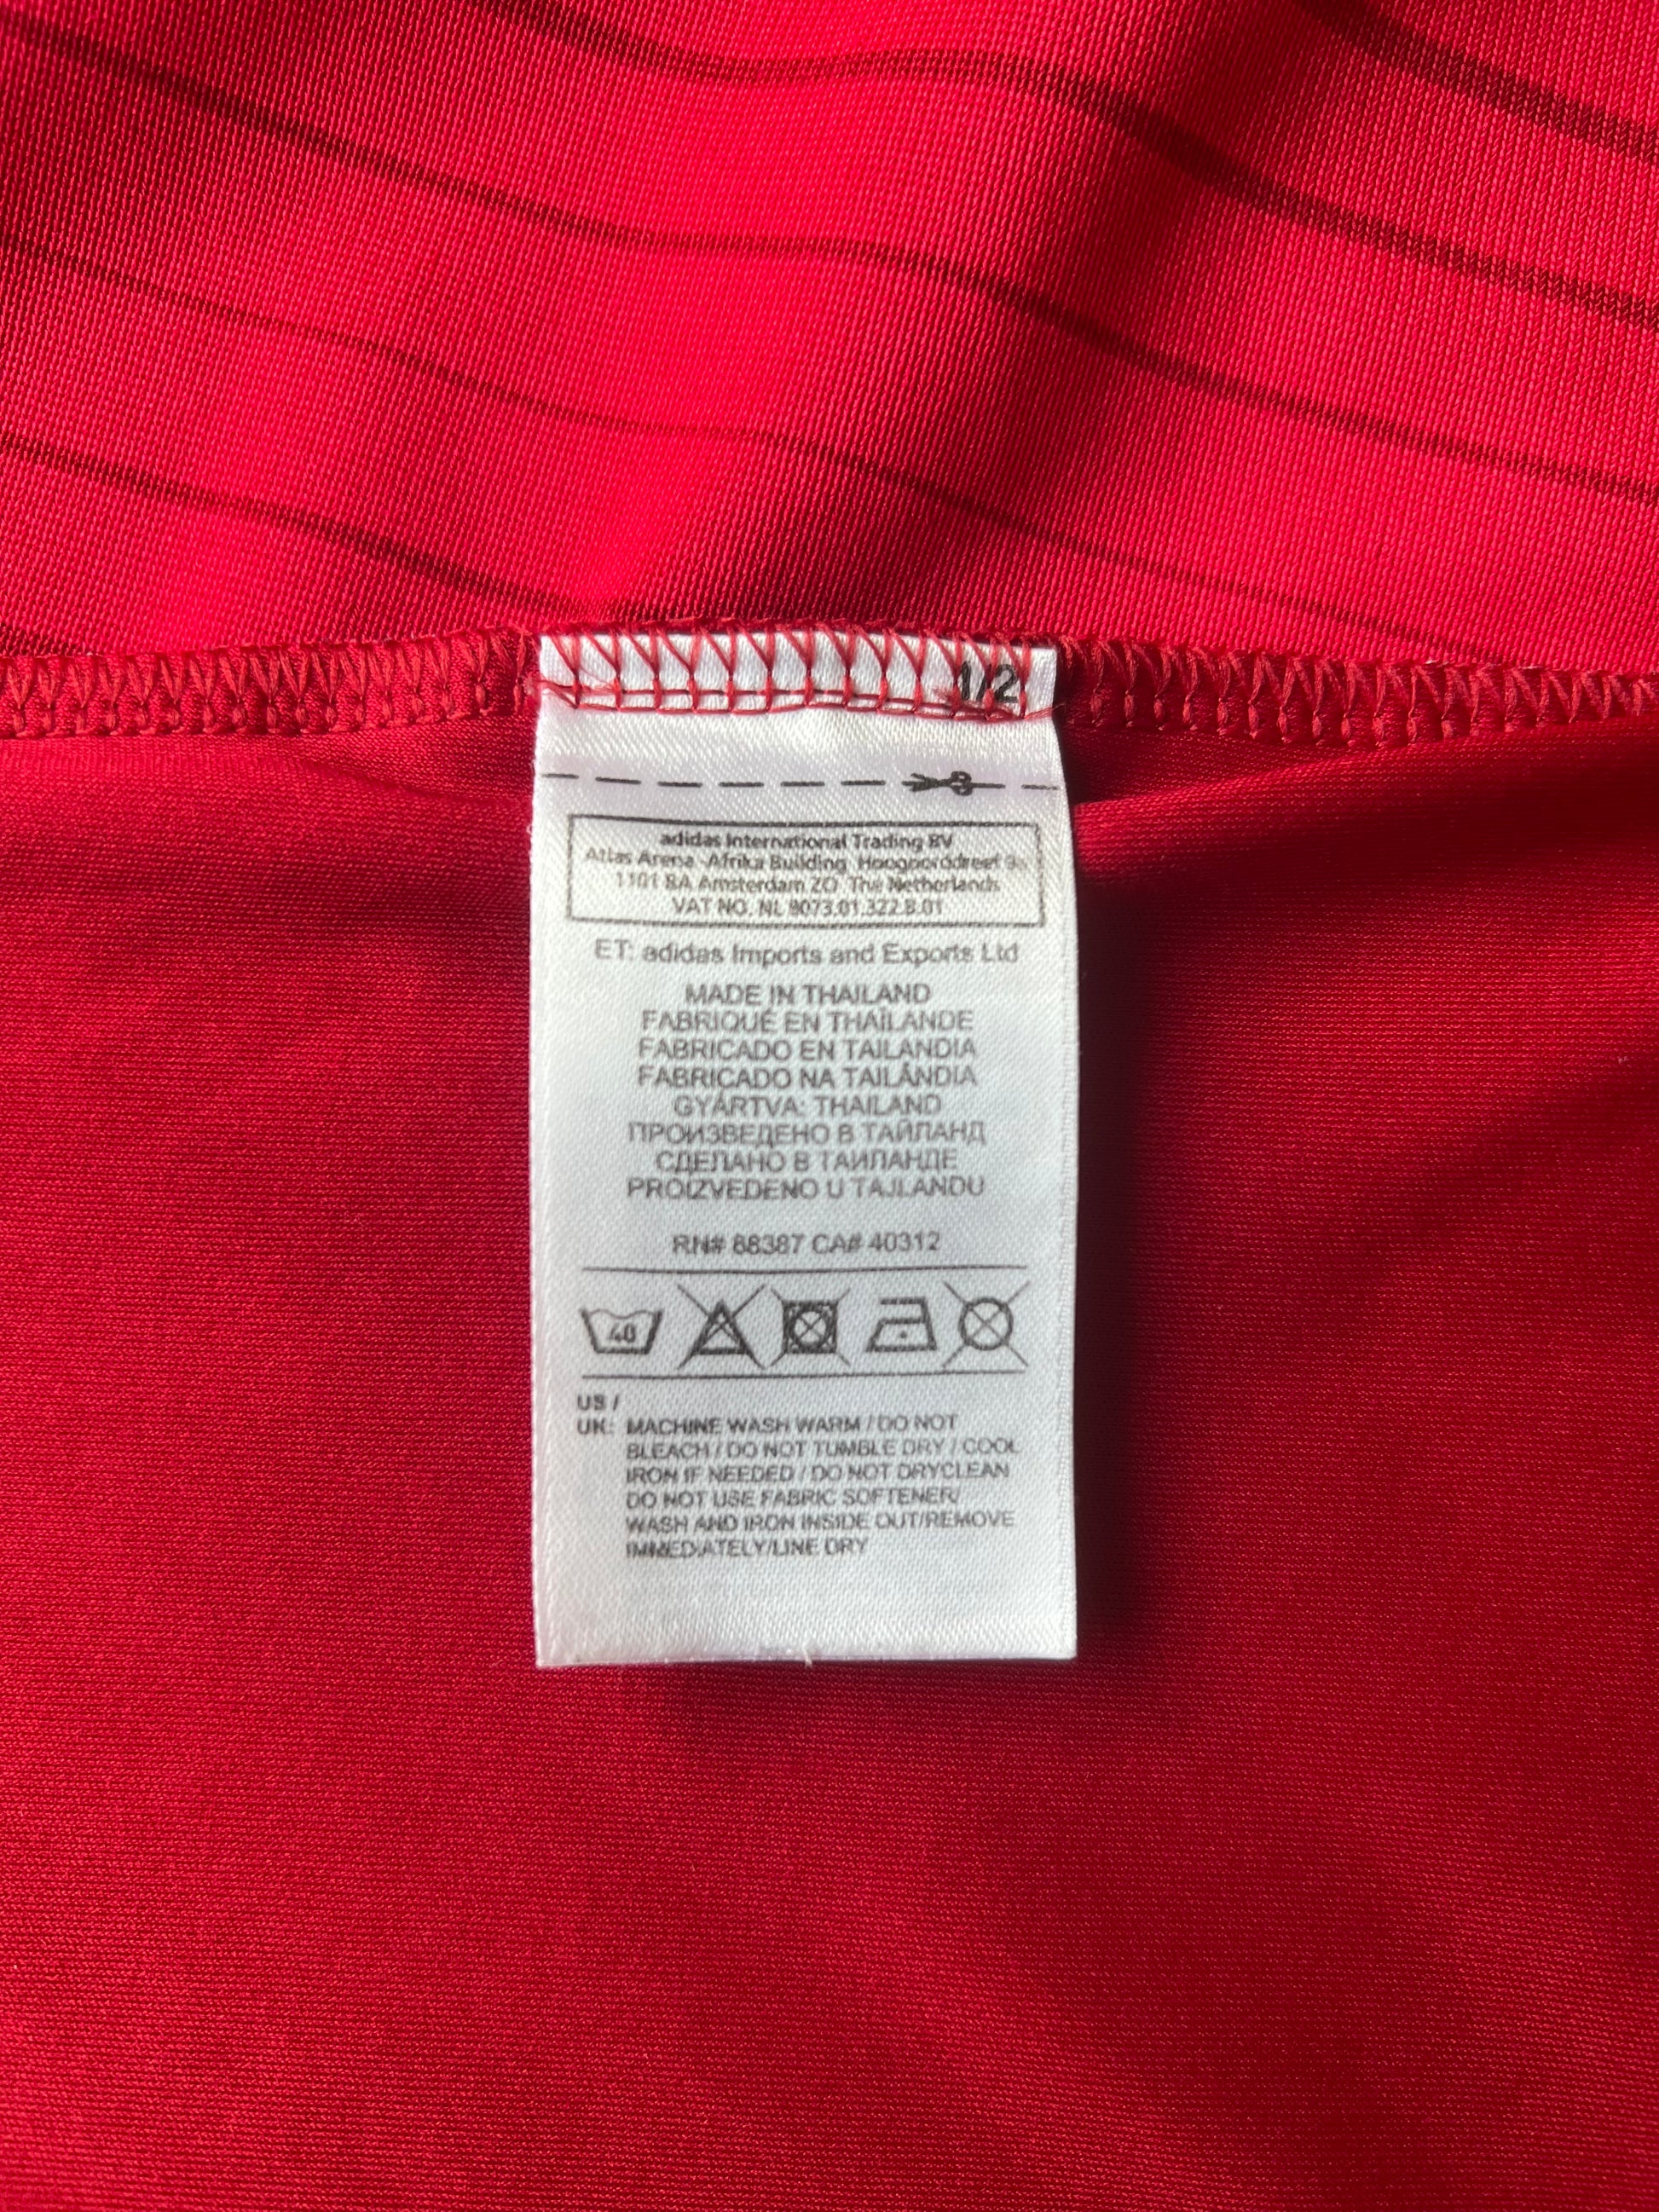 1/2
adidas International Trading BV
Atlas Arena -Afrika Building, Hoogoorddreef 9a
1101 BA Amsterdam ZO The Netherlands
VAT NO. NL 8073.01.322.B.01
ET: adidas Imports and Exports Ltd
MADE IN THAILAND
FABRIQUÉ EN THAÏLANDE
FABRICADO EN TAILANDIA
FABRICADO NA TAILÂNDIA
GYÁRTVA: THAILAND
ПРОИЗВЕДЕНО В ТАЙЛАНД
СДЕЛАНО В ТАИЛАНДЕ
PROIZVEDENO U TAJLANDU
RN# 88387 CA# 40312
40
US /
UK: MACHINE WASH WARM / DO NOT
BLEACH / DO NOT TUMBLE DRY / COOL
IRON IF NEEDED / DO NOT DRYCLEAN
DO NOT USE FABRIC SOFTENER/
WASH AND IRON INSIDE OUT/REMOVE
IMMEDIATELY/LINE DRY